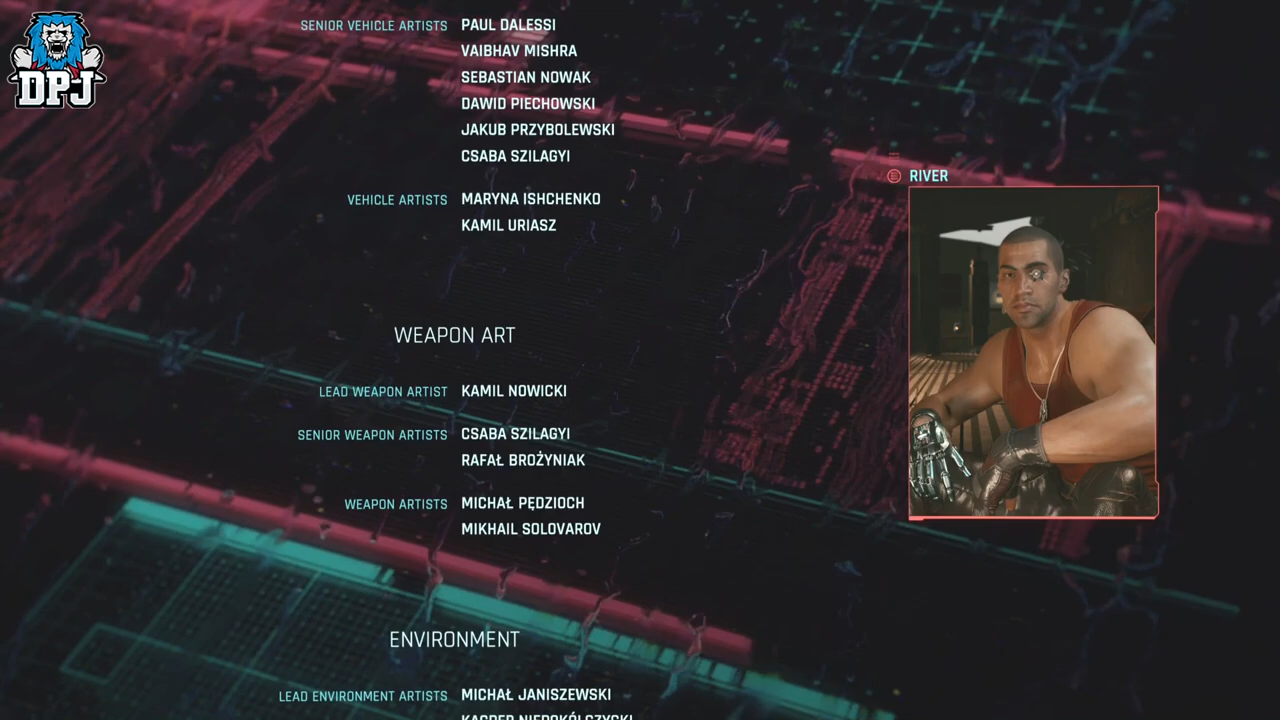 DPJ
SENIOR VEHICLE ARTISTS PAUL DALESSI
VAIBHAV MISHRA
SEBASTIAN NOWAK
DAWID PIECHOWSKI
JAKUB PRZYBOLEWSKI
CSABA SZILAGYI
VEHICLE ARTISTS MARYNA ISHCHENKO
KAMIL URIASZ
RIVER
WEAPON ART
LEAD WEAPON ARTIST KAMIL NOWICKI
SENIOR WEAPON ARTISTS CSABA SZILAGYI
RAFAŁ BROŻYNIAK
WEAPON ARTISTS MICHAŁ PĘDZIOCH
MIKHAIL SOLOVAROV
ENVIRONMENT
LEAD ENVIRONMENT ARTISTS MICHAŁ JANISZEWSKI